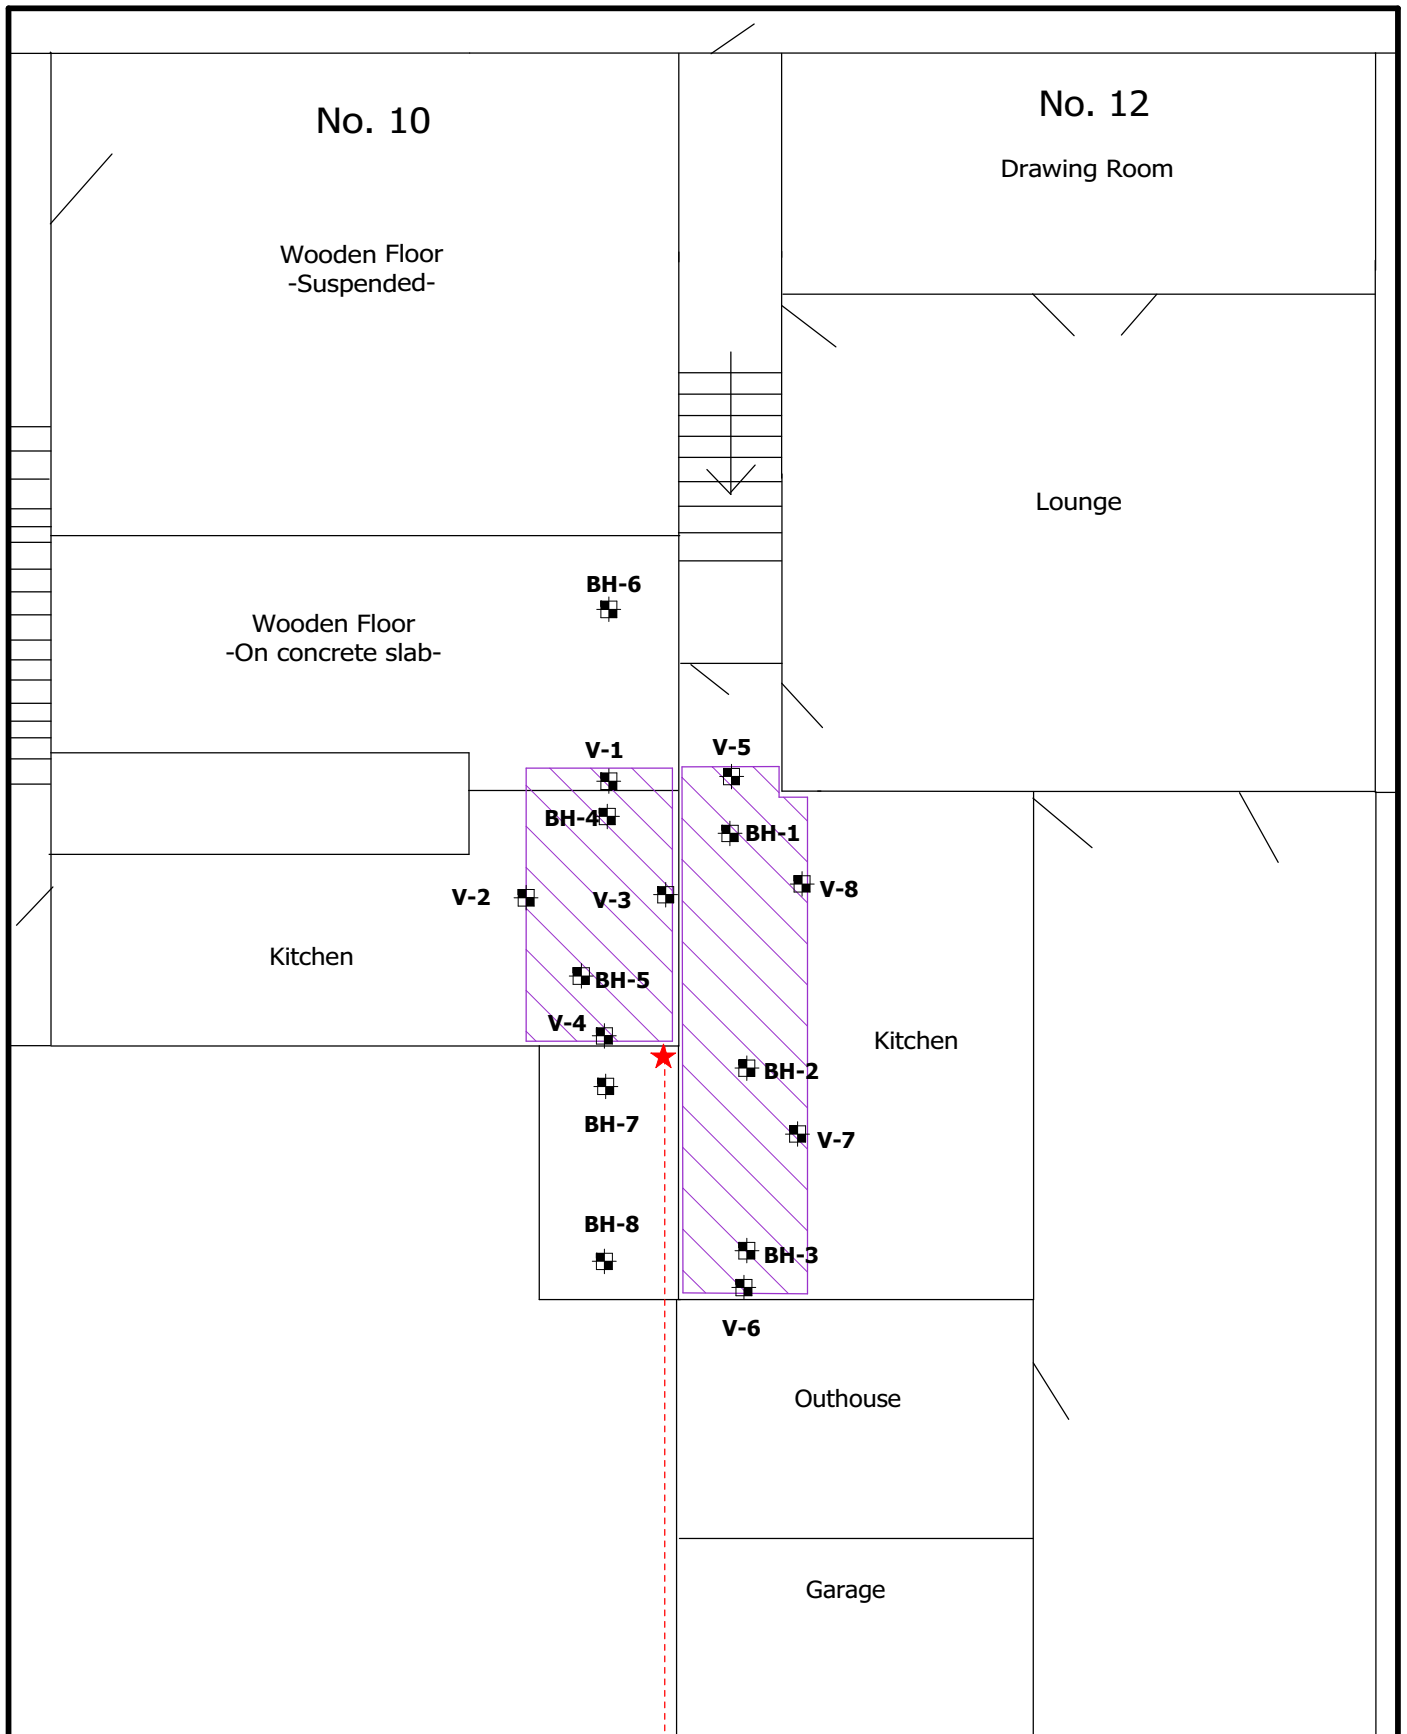 No. 10
No. 12
Drawing Room
Wooden Floor
-Suspended-
Lounge
BH-6
Wooden Floor
-On concrete slab-
V-1
V-5
BH-4
BH-1
V-2
V-3
V-8
Kitchen
BH-5
V-4
Kitchen
BH-2
BH-7
V-7
BH-8
BH-3
V-6
Outhouse
Garage